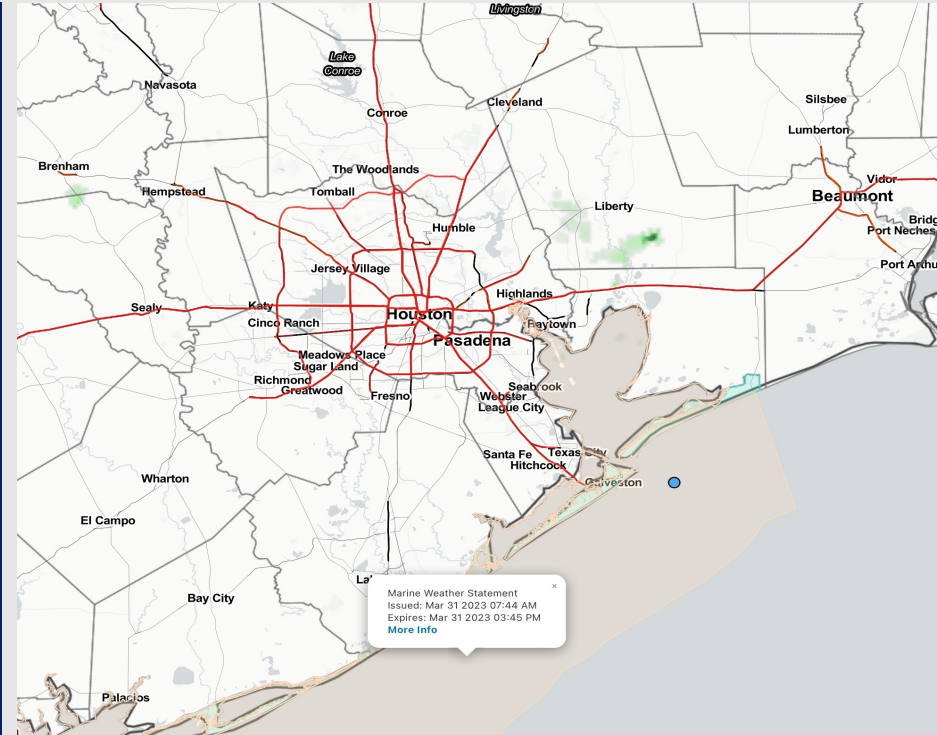 Livingston
Lake
Conroe
Navasota
Silsbee
Cleveland
Conroe
Lumberton
Brenham
The Woodlands
Vidor
Hempstead
Tomball
Beaumont
Liberty
Bridg
Humble
Port Neches
Port Arthu
Jersey Village
Highlands
Sealy
Katy
Houston
Cinco Ranch
Baytown
Pasadena
Meadows Place
Sugar Land
Richmond
Greatwood
Fresno
Seabrook
Webster
League City
Santa Fe
Texas City
Hitchcock
Wharton
Galveston
El Campo
Lal
×
Marine Weather Statement
Issued: Mar 31 2023 07:44 AM
Expires: Mar 31 2023 03:45 PM
More Info
Bay City
Palacios